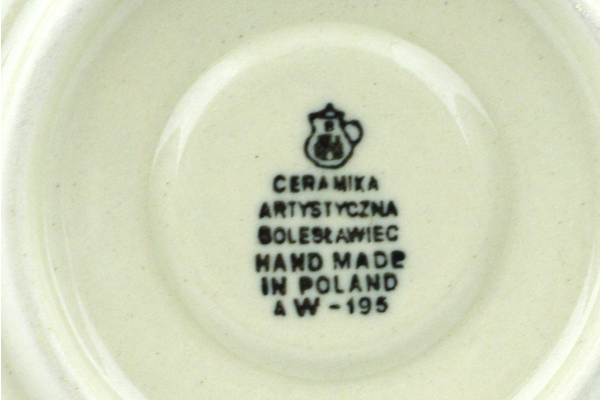 B
CERAMIKA
ARTYSTYCZNA
BOLESŁAWIEC
HAND MADE
IN POLAND
AW-195